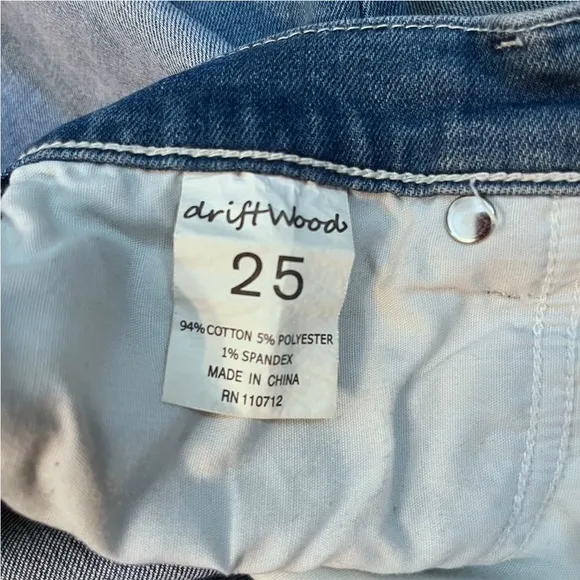 driftWood
25
94% COTTON 5% POLYESTER
1% SPANDEX
MADE IN CHINA
RN 110712